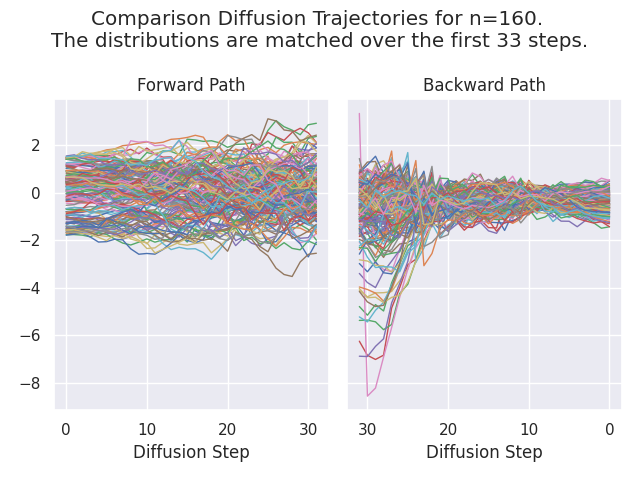 Comparison Diffusion Trajectories for n=160.
The distributions are matched over the first 33 steps.
Forward Path
Backward Path
2
0
−2
−4
−6
−8
0 10 20 30
30 20 10 0
Diffusion Step
Diffusion Step